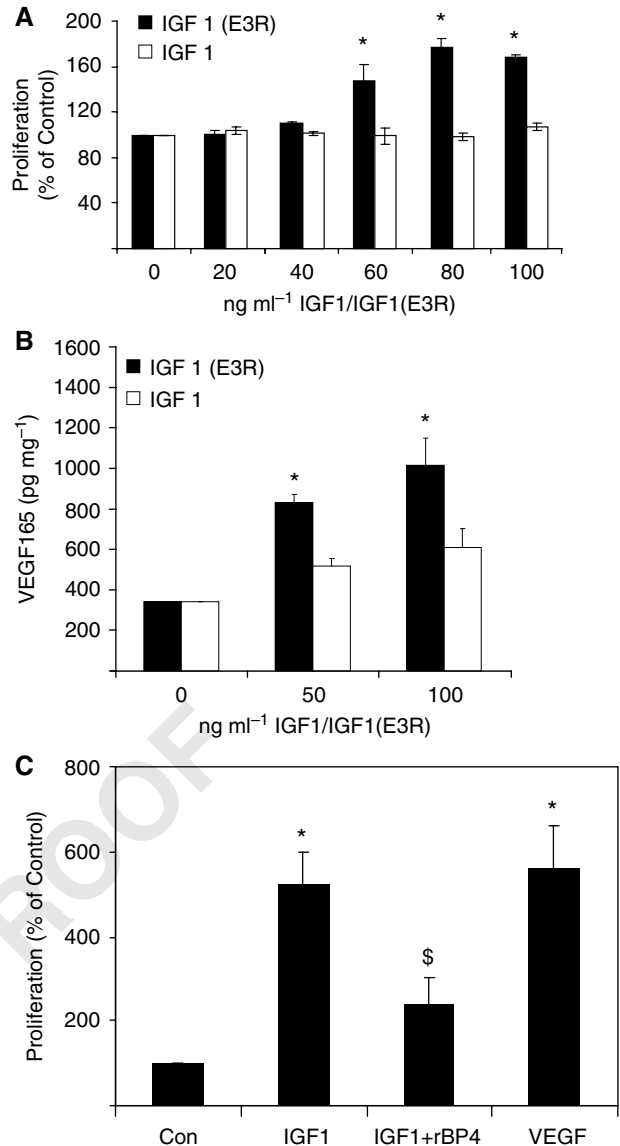 A
200
160
120
80
40
Proliferation
(% of Control)
IGF 1 (E3R)
IGF 1
*
*
*
0 20 40 60 80 100
ng ml⁻¹ IGF1/IGF1(E3R)
B
1600
1400
1200
1000
800
600
400
200
VEGF165 (pg mg⁻¹)
IGF 1 (E3R)
IGF 1
*
*
0 50 100
ng ml⁻¹ IGF1/IGF1(E3R)
C
800
600
400
200
Proliferation (% of Control)
*
$
*
Con IGF1 IGF1+rBP4 VEGF
ROOF